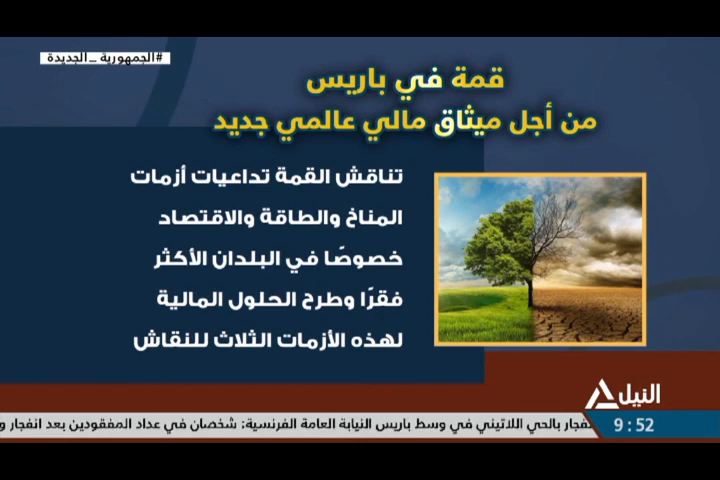 #الجمهورية_الجديدة
قمة في باريس
من أجل ميثاق مالي عالمي جديد
تناقش القمة تداعيات أزمات
المناخ والطاقة والاقتصاد
خصوصًا في البلدان الأكثر
فقرًا وطرح الحلول المالية
لهذه الأزمات الثلاث للنقاش
النيل
بالحي اللاتيني في وسط باريس النيابة العامة الفرنسية: شخصان في عداد المفقودين بعد انفجار و
9:52